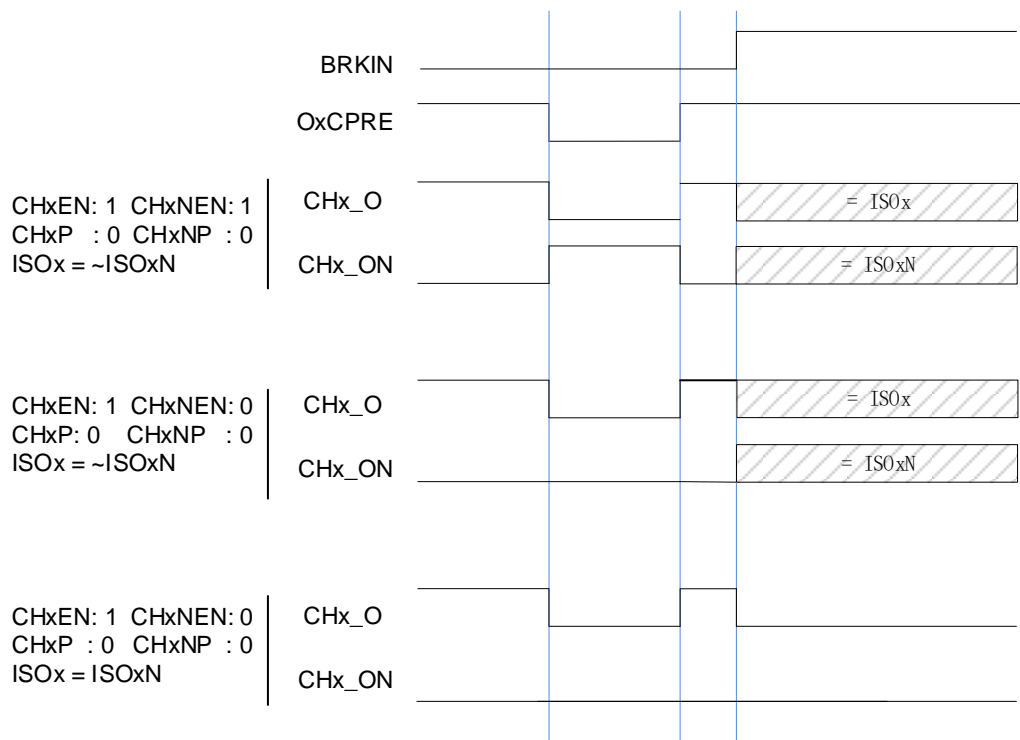 BRKIN
OxCPRE
CHxEN: 1 CHxNEN: 1
CHxP : 0 CHxNP : 0
ISOx = ~ISOxN
CHx_O
= ISOx
CHx_ON
= ISOxN
CHxEN: 1 CHxNEN: 0
CHxP: 0 CHxNP : 0
ISOx = ~ISOxN
CHx_O
= ISOx
CHx_ON
= ISOxN
CHxEN: 1 CHxNEN: 0
CHxP : 0 CHxNP : 0
ISOx = ISOxN
CHx_O
CHx_ON